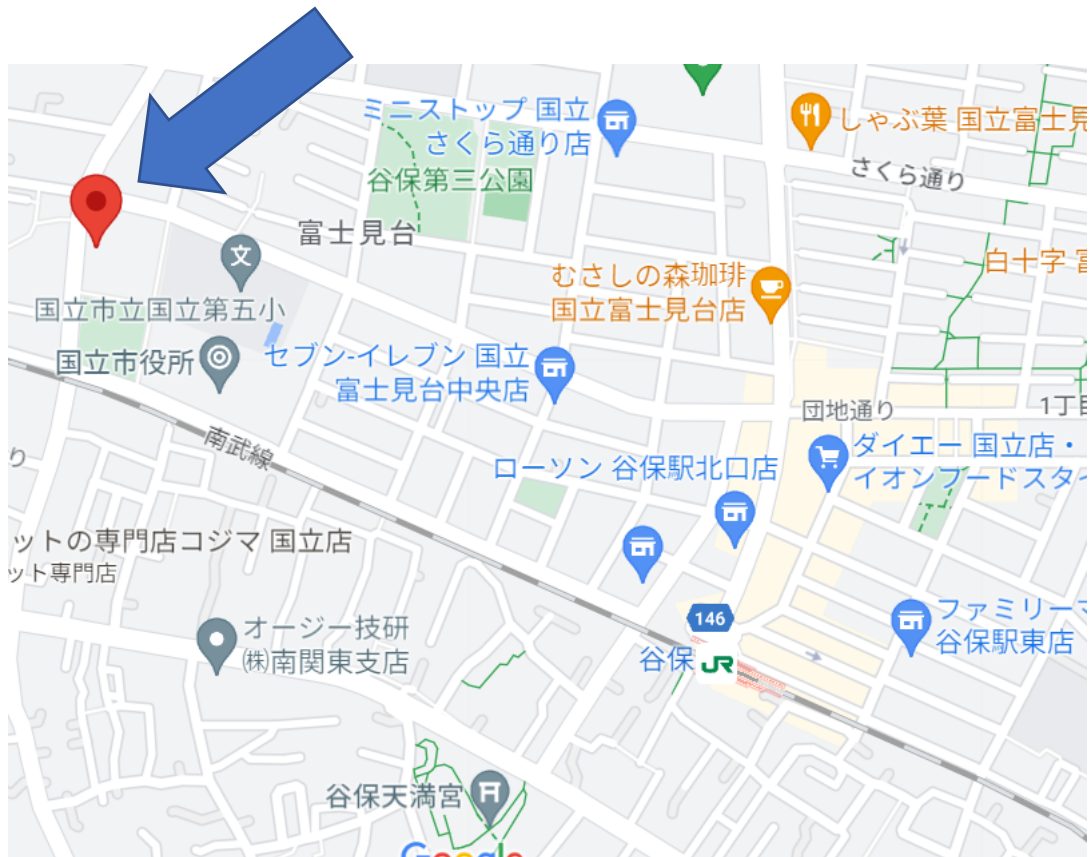 ミニストップ 国立
さくら通り店
しゃぶ葉 国立富士見
さくら通り
谷保第三公園
富士見台
文
白十字 富
むさしの森珈琲
国立富士見台店
国立市立国立第五小
国立市役所
セブン-イレブン 国立
富士見台中央店
団地通り
1丁目
ダイエー 国立店・
イオンフードスタイ
南武線
り
ローソン 谷保駅北口店
ットの専門店コジマ 国立店
ット専門店
146
ファミリーマ
谷保駅東店
オージー技研
㈱南関東支店
谷保
JR
谷保天満宮
Google